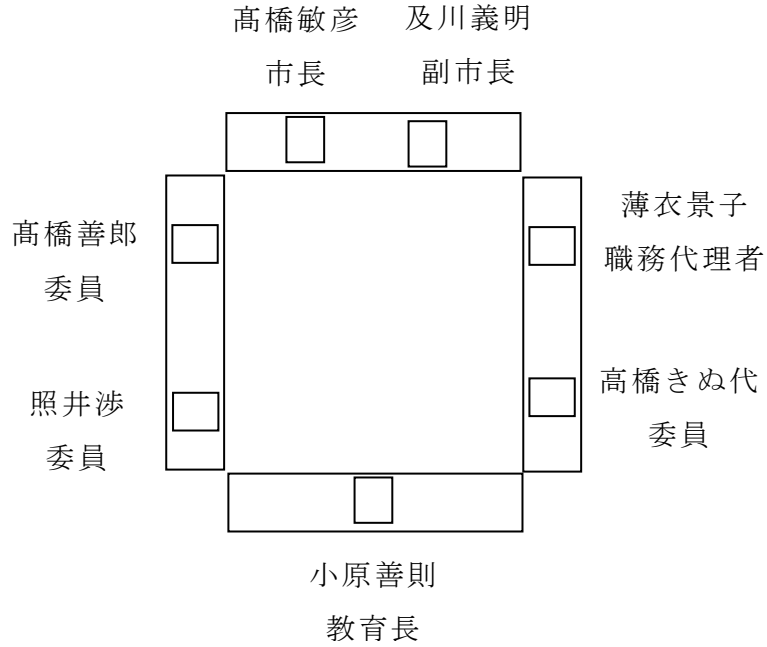 髙橋敏彦
市長
及川義明
副市長
髙橋善郎
委員
薄衣景子
職務代理者
照井渉
委員
高橋きぬ代
委員
小原善則
教育長